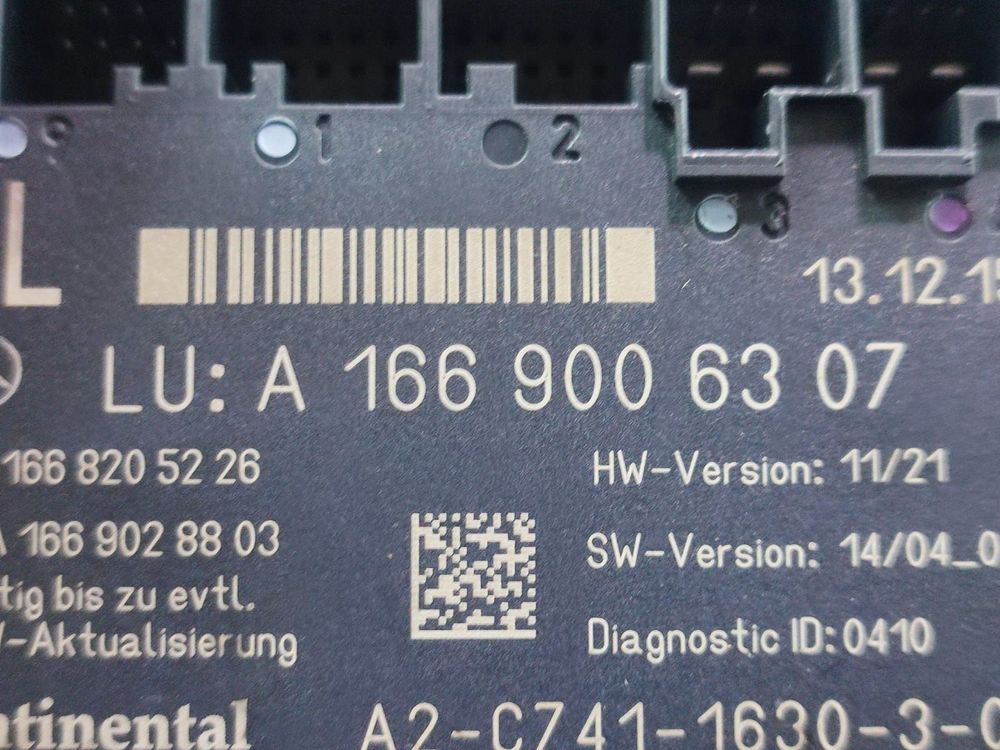 9 1 2
3
L
13.12.1
LU: A 166 900 63 07
166 820 52 26
HW-Version: 11/21
A 166 902 88 03
SW-Version: 14/04_0
tig bis zu evtl.
-Aktualisierung
Diagnostic ID: 0410
ntinental
A2-C741-1630-3-0